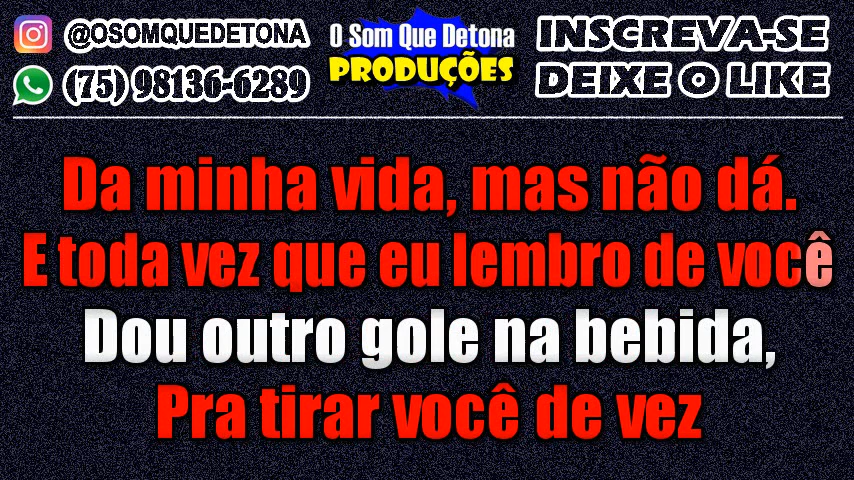 @OSOMQUEDETONA
(75) 98136-6289
O Som Que Detona
PRODUÇÕES
INSCREVA-SE
DEIXE O LIKE
Da minha vida, mas não dá.
E toda vez que eu lembro de você
Dou outro gole na bebida,
Pra tirar você de vez